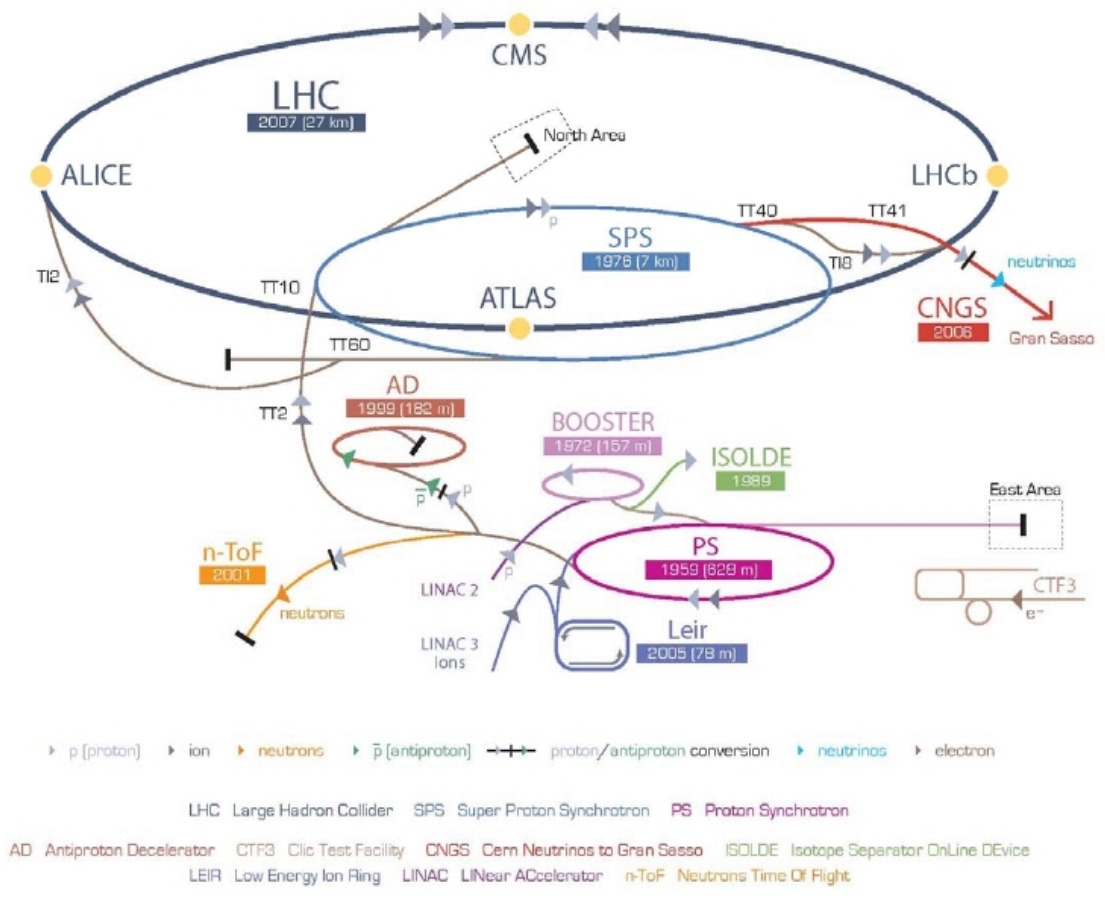 CMS
LHC
2007 (27 km)
North Area
ALICE
LHCb
TT40
TT41
p
SPS
1976 (7 km)
TI8
neutrinos
TI2
TT10
ATLAS
CNGS
2006
Gran Sasso
TT60
AD
1999 (182 m)
TT2
BOOSTER
1972 (157 m)
ISOLDE
1989
p̅
p
East Area
n-ToF
2001
PS
1959 (628 m)
LINAC 2
p
CTF3
e⁻
neutrons
LINAC 3
Ions
Leir
2005 (78 m)
p (proton) ion neutrons p̅ (antiproton) proton/antiproton conversion neutrinos electron
LHC Large Hadron Collider SPS Super Proton Synchrotron PS Proton Synchrotron
AD Antiproton Decelerator CTF3 Clic Test Facility CNGS Cern Neutrinos to Gran Sasso ISOLDE Isotope Separator OnLine DEvice
LEIR Low Energy Ion Ring LINAC LINear ACcelerator n-ToF Neutrons Time Of Flight